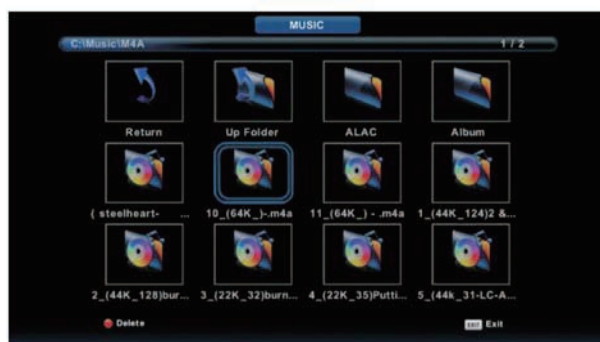 MUSIC
C:\Music\M4A 1 / 2
Return Up Folder ALAC Album
( steelheart- ... 10_(64K_)-.m4a 11_(64K_) - .m4a 1_(44K_124)2 &...
2_(44K_128)bur... 3_(22K_32)burn... 4_(22K_35)Putti... 5_(44k_31-LC-A...
Delete EXIT Exit